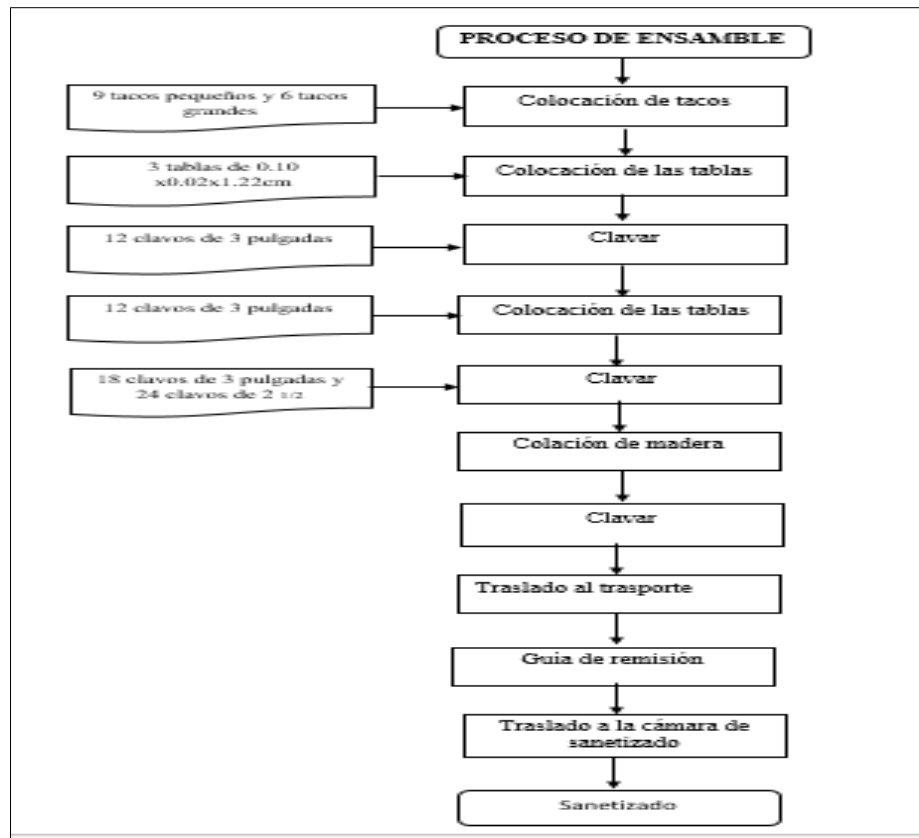 PROCESO DE ENSAMBLE
9 tacos pequeños y 6 tacos
grandes
Colocación de tacos
3 tablas de 0.10
x0.02x1.22cm
Colocación de las tablas
12 clavos de 3 pulgadas
Clavar
12 clavos de 3 pulgadas
Colocación de las tablas
18 clavos de 3 pulgadas y
24 clavos de 2 1/2
Clavar
Colación de madera
Clavar
Traslado al trasporte
Guia de remisión
Traslado a la cámara de
sanetizado
Sanetizado